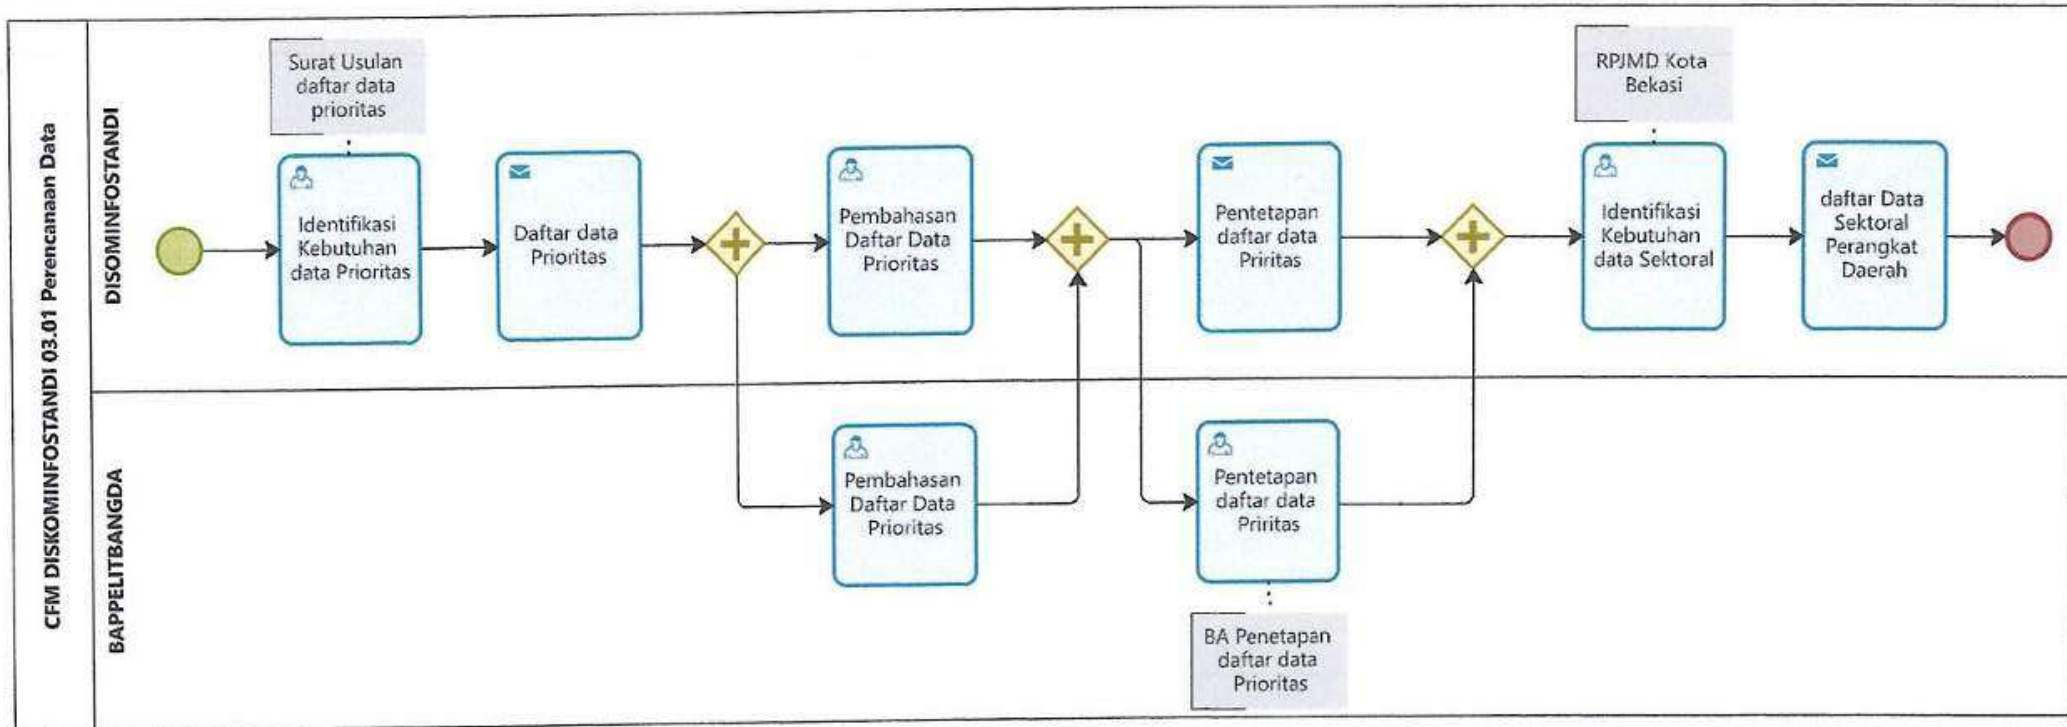 CFM DISKOMINFOSTANDI 03.01 Perencanaan Data
DISOMINFOSTANDI
Surat Usulan
daftar data
prioritas
Identifikasi
Kebutuhan
data Prioritas
Daftar data
Prioritas
Pembahasan
Daftar Data
Prioritas
Pentetapan
daftar data
Priritas
RPJMD Kota
Bekasi
Identifikasi
Kebutuhan
data Sektoral
daftar Data
Sektoral
Perangkat
Daerah
BAPPELITBANGDA
Pembahasan
Daftar Data
Prioritas
Pentetapan
daftar data
Priritas
BA Penetapan
daftar data
Prioritas